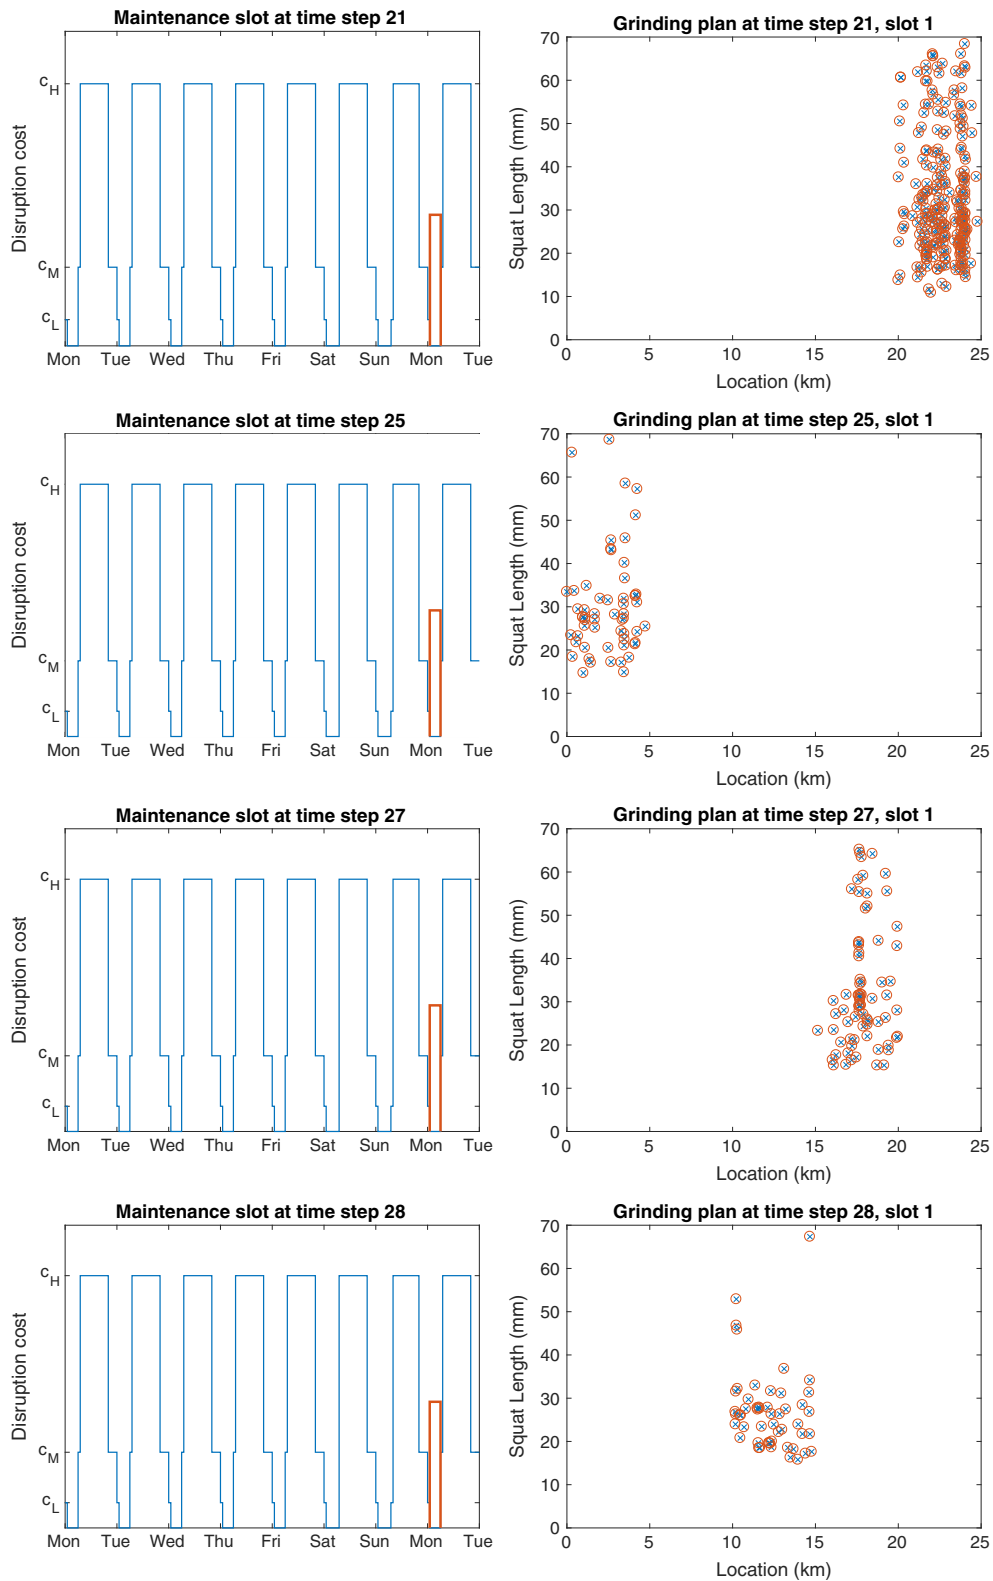 Maintenance slot at time step 21
Disruption cost
c_H
c_M
c_L
Mon Tue Wed Thu Fri Sat Sun Mon Tue
Grinding plan at time step 21, slot 1
Squat Length (mm)
70
60
50
40
30
20
10
0
0 5 10 15 20 25
Location (km)
Maintenance slot at time step 25
Disruption cost
c_H
c_M
c_L
Mon Tue Wed Thu Fri Sat Sun Mon Tue
Grinding plan at time step 25, slot 1
Squat Length (mm)
70
60
50
40
30
20
10
0
0 5 10 15 20 25
Location (km)
Maintenance slot at time step 27
Disruption cost
c_H
c_M
c_L
Mon Tue Wed Thu Fri Sat Sun Mon Tue
Grinding plan at time step 27, slot 1
Squat Length (mm)
70
60
50
40
30
20
10
0
0 5 10 15 20 25
Location (km)
Maintenance slot at time step 28
Disruption cost
c_H
c_M
c_L
Mon Tue Wed Thu Fri Sat Sun Mon Tue
Grinding plan at time step 28, slot 1
Squat Length (mm)
70
60
50
40
30
20
10
0
0 5 10 15 20 25
Location (km)